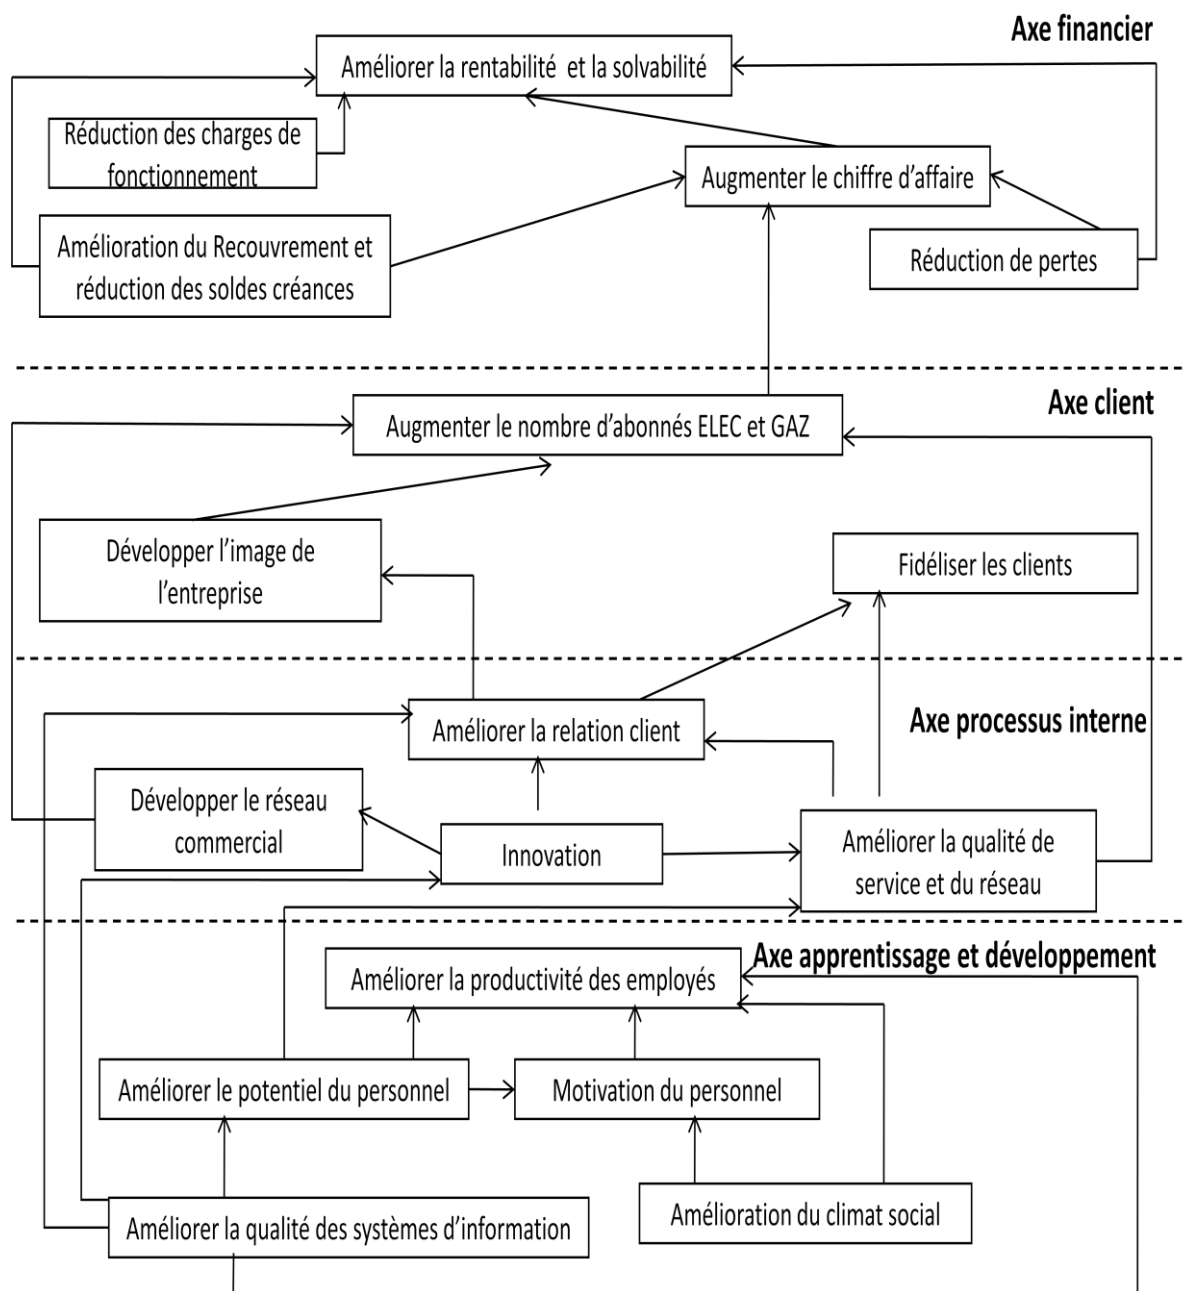 Axe financier
Améliorer la rentabilité et la solvabilité
Réduction des charges de
fonctionnement
Augmenter le chiffre d'affaire
Amélioration du Recouvrement et
réduction des soldes créances
Réduction de pertes
Axe client
Augmenter le nombre d'abonnés ELEC et GAZ
Développer l'image de
l'entreprise
Fidéliser les clients
Améliorer la relation client
Axe processus interne
Développer le réseau
commercial
Innovation
Améliorer la qualité de
service et du réseau
Axe apprentissage et développement
Améliorer la productivité des employés
Améliorer le potentiel du personnel
Motivation du personnel
Améliorer la qualité des systèmes d'information
Amélioration du climat social